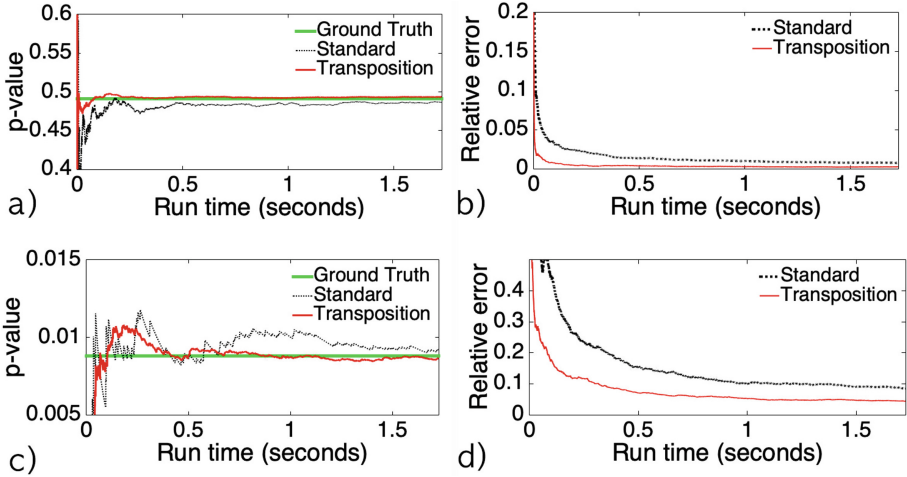 0.6
0.5
0.45
0.4
p-value
Ground Truth
Standard
Transposition
0
0.5
1
1.5
Run time (seconds)
a)
0.2
0.15
0.1
0.05
0
Relative error
Standard
Transposition
0
0.5
1
1.5
Run time (seconds)
b)
0.015
0.01
0.005
p-value
Ground Truth
Standard
Transposition
0
0.5
1
1.5
Run time (seconds)
c)
0.4
0.3
0.2
0.1
0
Relative error
Standard
Transposition
0
0.5
1
1.5
Run time (seconds)
d)